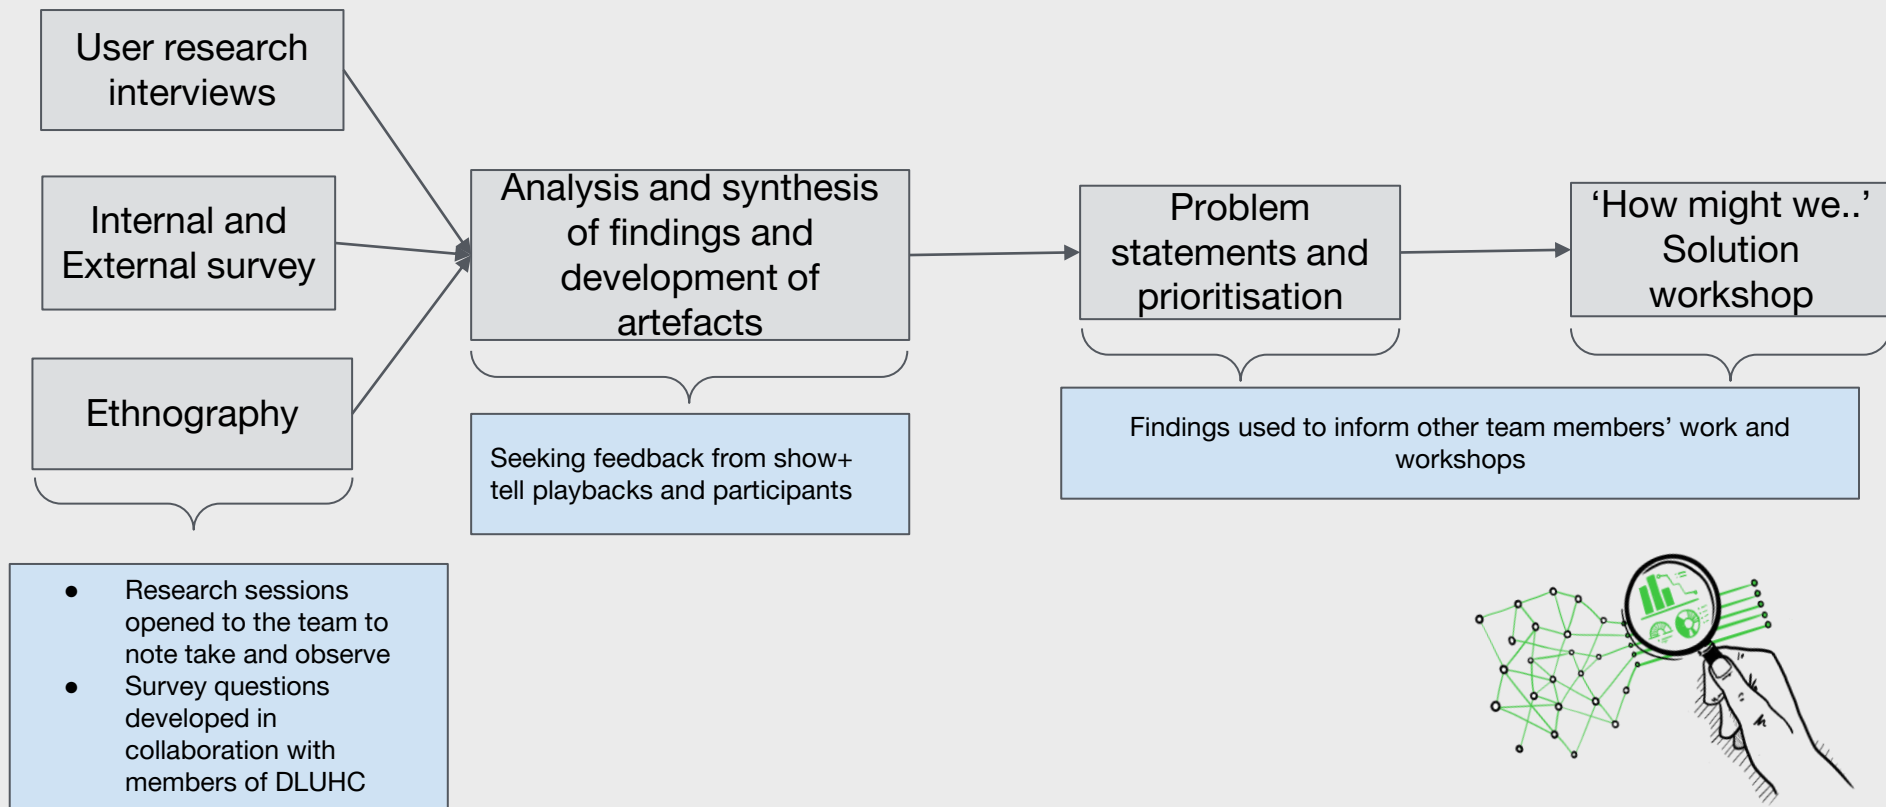 User research
interviews
Internal and
External survey
Ethnography
Analysis and synthesis
of findings and
development of
artefacts
Problem
statements and
prioritisation
‘How might we..’
Solution
workshop
Seeking feedback from show+
tell playbacks and participants
Findings used to inform other team members’ work and
workshops
● Research sessions
opened to the team to
note take and observe
● Survey questions
developed in
collaboration with
members of DLUHC